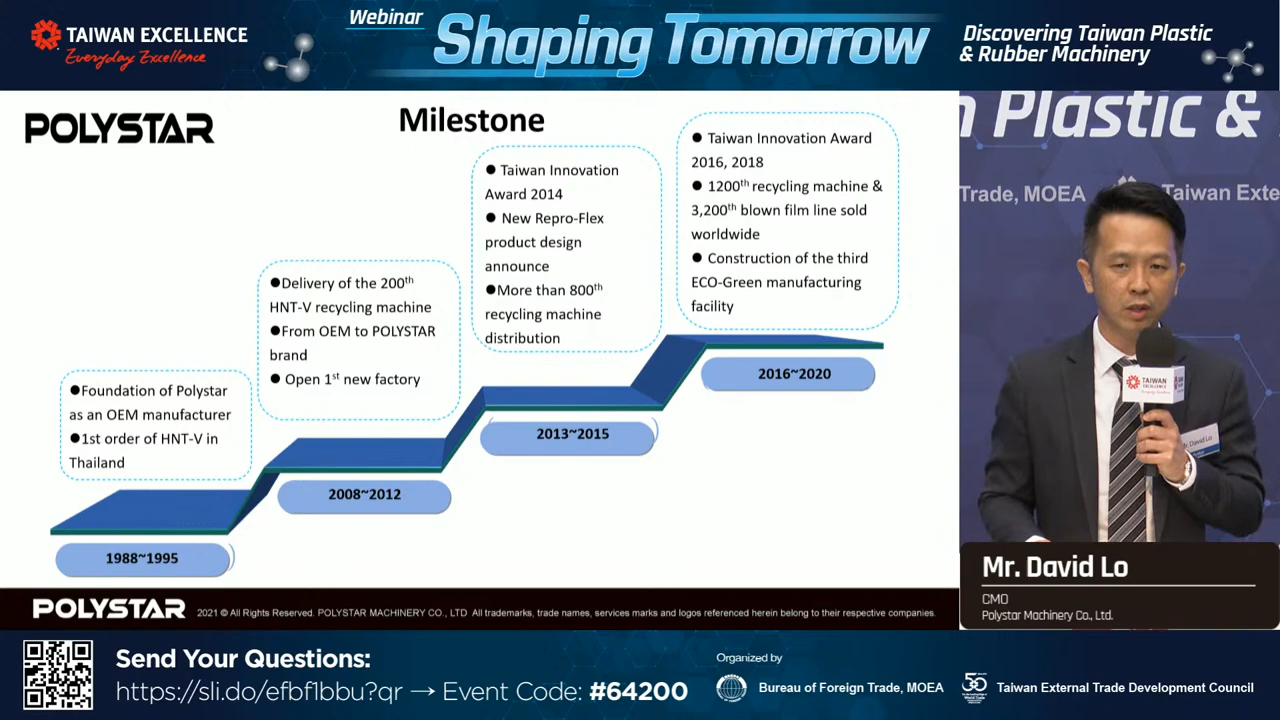 TAIWAN EXCELLENCE
Everyday Excellence
Webinar
Shaping Tomorrow
Discovering Taiwan Plastic
& Rubber Machinery
POLYSTAR
Milestone
●Foundation of Polystar
as an OEM manufacturer
●1st order of HNT-V in
Thailand
1988~1995
●Delivery of the 200th
HNT-V recycling machine
●From OEM to POLYSTAR
brand
● Open 1st new factory
2008~2012
● Taiwan Innovation
Award 2014
● New Repro-Flex
product design
announce
●More than 800th
recycling machine
distribution
2013~2015
● Taiwan Innovation Award
2016, 2018
● 1200th recycling machine &
3,200th blown film line sold
worldwide
● Construction of the third
ECO-Green manufacturing
facility
2016~2020
POLYSTAR
2021 © All Rights Reserved. POLYSTAR MACHINERY CO., LTD All trademarks, trade names, services marks and logos referenced herein belong to their respective companies.
n Plastic &
Trade, MOEA
Taiwan Exte
TAIWAN
EXCELLENCE
Mr. David Lo
Mr. David Lo
CMO
Polystar Machinery Co., Ltd.
Send Your Questions:
https://sli.do/efbf1bbu?qr → Event Code: #64200
Organized by
Bureau of Foreign Trade, MOEA
50
Taiwan External Trade Development Council